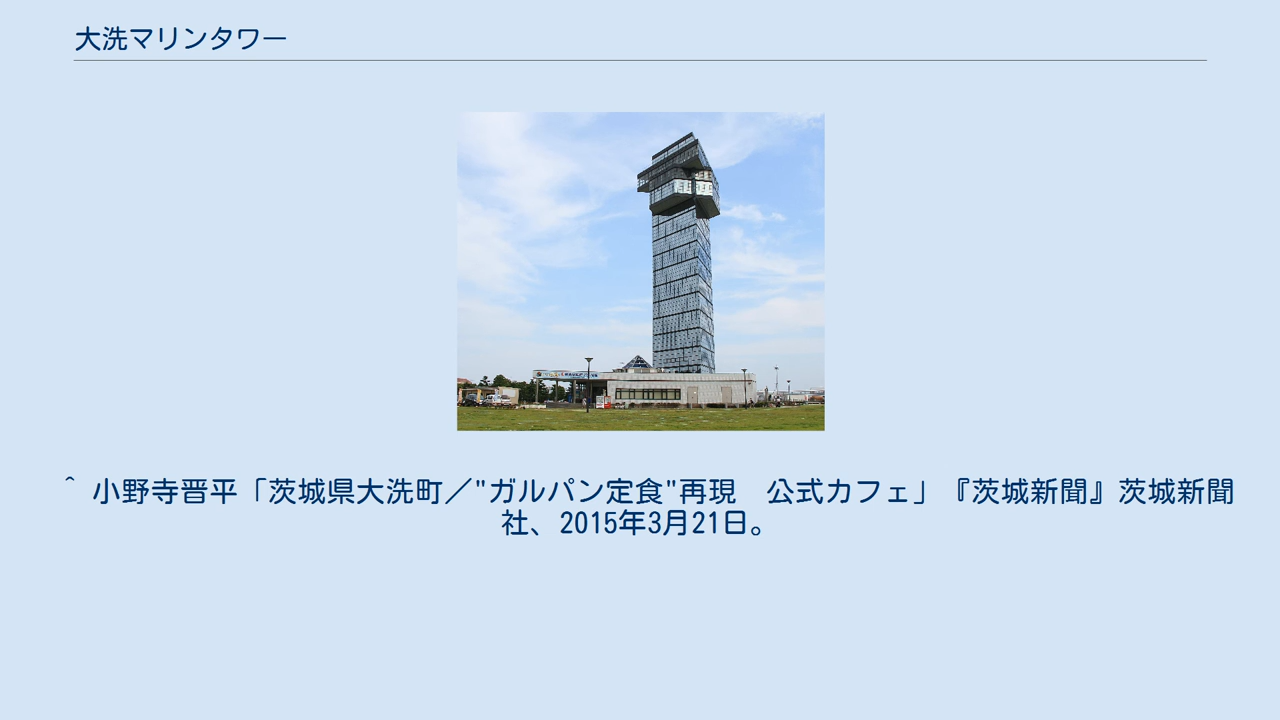 大洗マリンタワー
^ 小野寺晋平「茨城県大洗町／"ガルパン定食"再現　公式カフェ」『茨城新聞』茨城新聞
社、2015年3月21日。